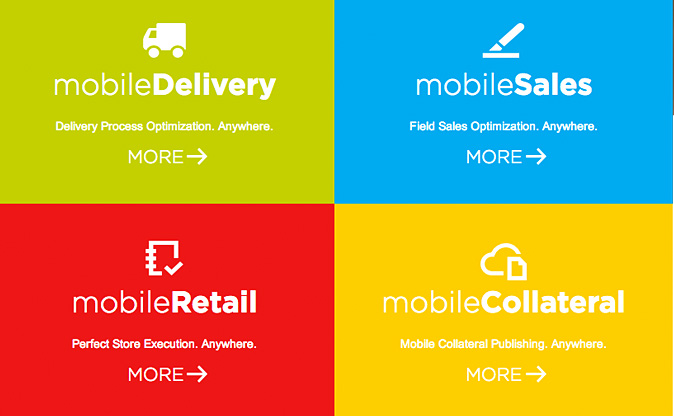 mobileDelivery
Delivery Process Optimization. Anywhere.
MORE→
mobileSales
Field Sales Optimization. Anywhere.
MORE→
mobileRetail
Perfect Store Execution. Anywhere.
MORE→
mobileCollateral
Mobile Collateral Publishing. Anywhere.
MORE→